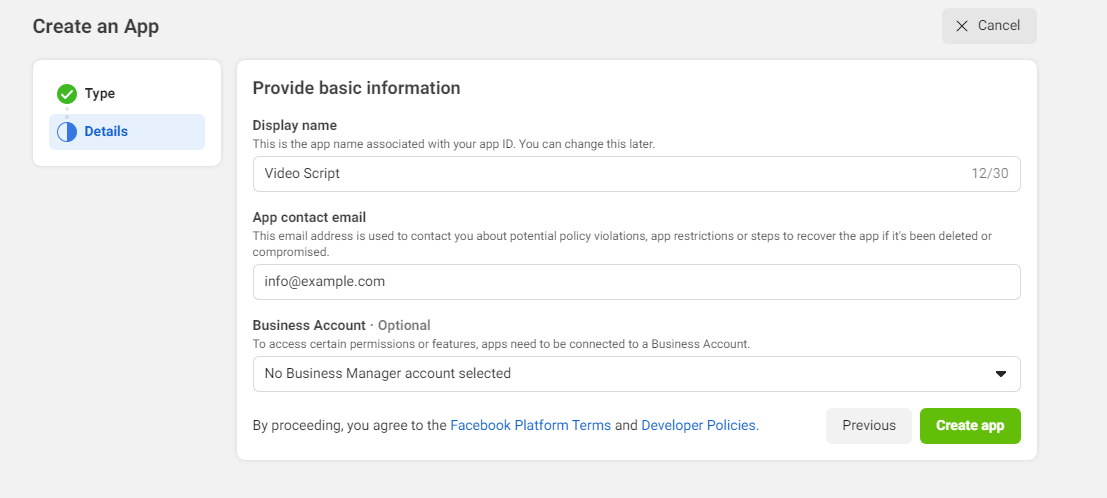 Create an App
Cancel
Type
Details
Provide basic information
Display name
This is the app name associated with your app ID. You can change this later.
Video Script
12/30
App contact email
This email address is used to contact you about potential policy violations, app restrictions or steps to recover the app if it's been deleted or
compromised.
info@example.com
Business Account · Optional
To access certain permissions or features, apps need to be connected to a Business Account.
No Business Manager account selected
By proceeding, you agree to the Facebook Platform Terms and Developer Policies.
Previous
Create app